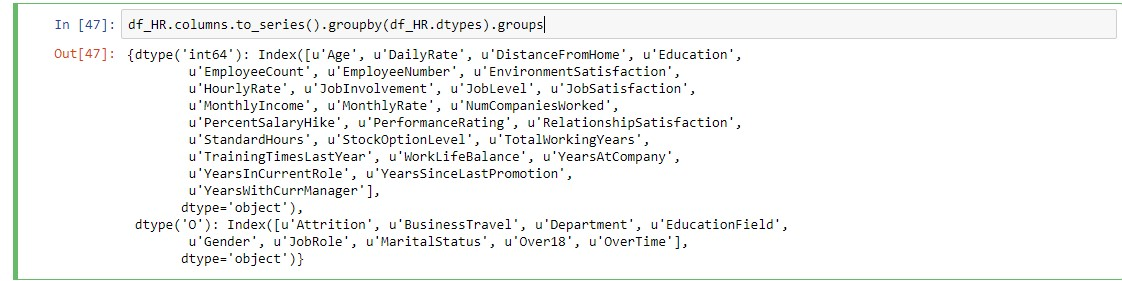 In [47]: df_HR.columns.to_series().groupby(df_HR.dtypes).groups
Out[47]: {dtype('int64'): Index([u'Age', u'DailyRate', u'DistanceFromHome', u'Education',
u'EmployeeCount', u'EmployeeNumber', u'EnvironmentSatisfaction',
u'HourlyRate', u'JobInvolvement', u'JobLevel', u'JobSatisfaction',
u'MonthlyIncome', u'MonthlyRate', u'NumCompaniesWorked',
u'PercentSalaryHike', u'PerformanceRating', u'RelationshipSatisfaction',
u'StandardHours', u'StockOptionLevel', u'TotalWorkingYears',
u'TrainingTimesLastYear', u'WorkLifeBalance', u'YearsAtCompany',
u'YearsInCurrentRole', u'YearsSinceLastPromotion',
u'YearsWithCurrManager'],
dtype='object'),
dtype('O'): Index([u'Attrition', u'BusinessTravel', u'Department', u'EducationField',
u'Gender', u'JobRole', u'MaritalStatus', u'Over18', u'OverTime'],
dtype='object')}